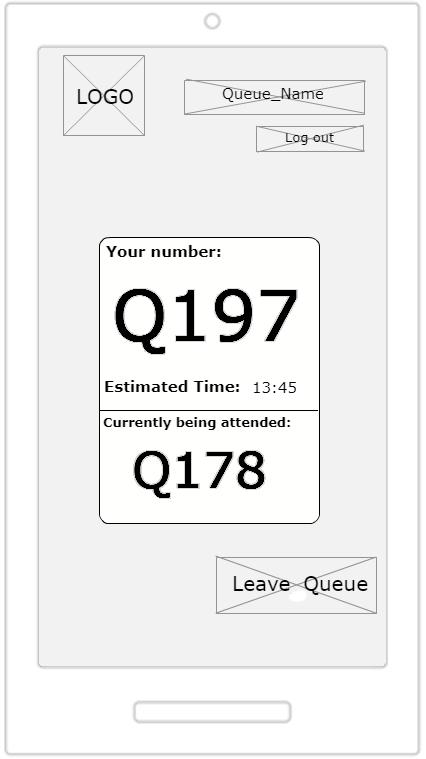 LOGO
Queue_Name
Log out
Your number:
Q197
Estimated Time: 13:45
Currently being attended:
Q178
Leave Queue